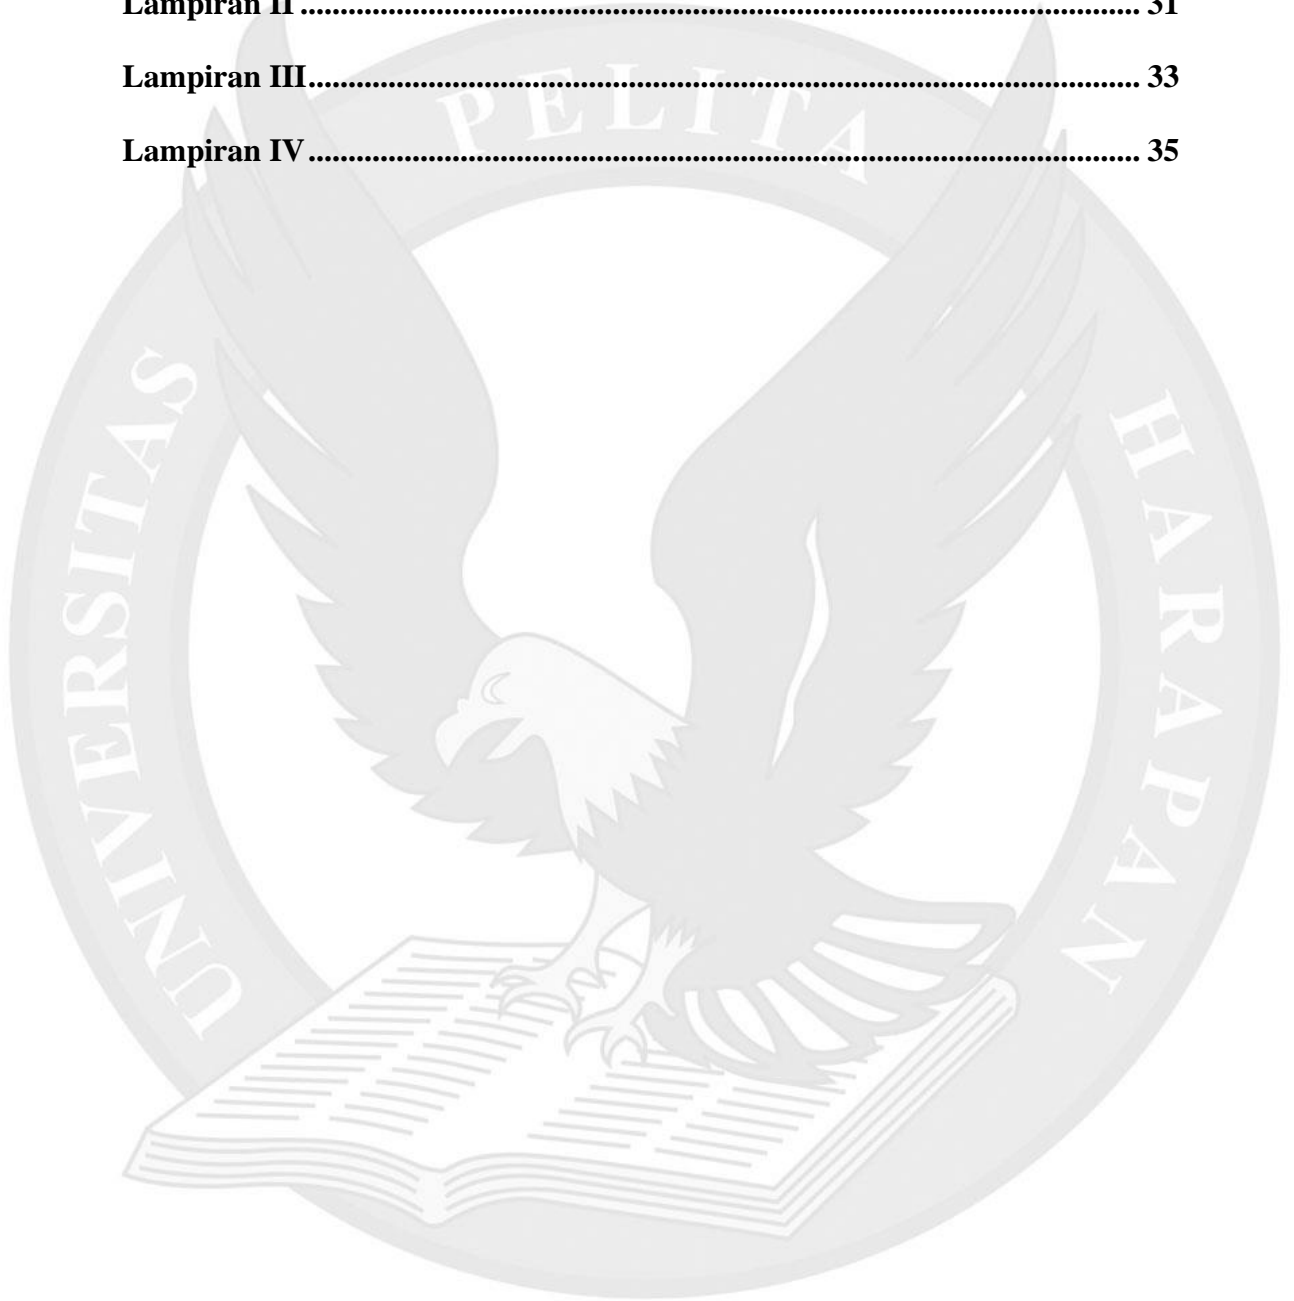 Lampiran II ........................................................................................................ 31
Lampiran III........................................................................................................ 33
Lampiran IV ........................................................................................................ 35
UNIVERSITAS PELITA HARAPAN